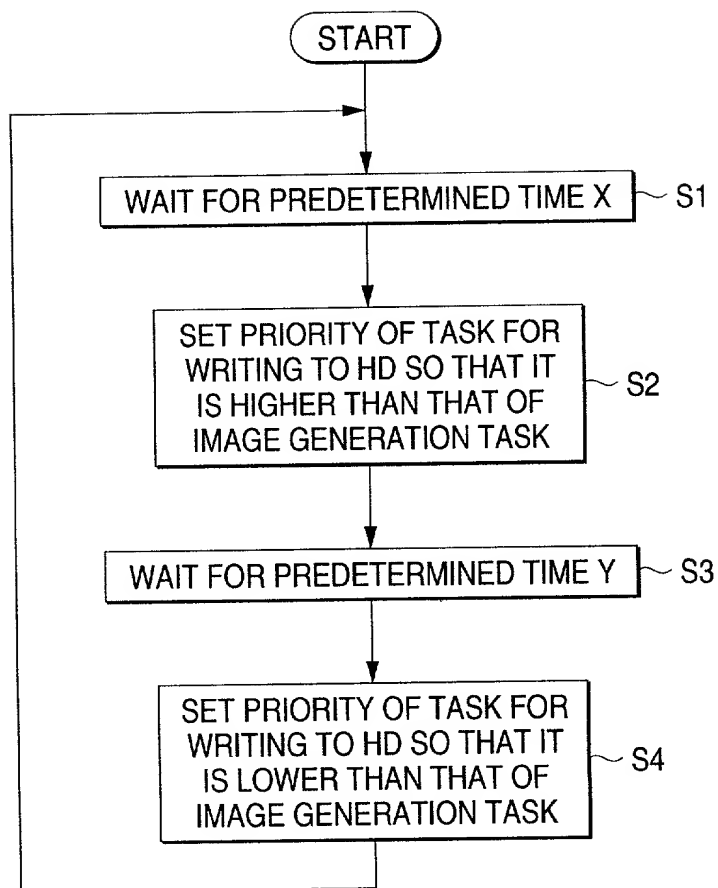 START
WAIT FOR PREDETERMINED TIME X
S1
SET PRIORITY OF TASK FOR
WRITING TO HD SO THAT IT
IS HIGHER THAN THAT OF
IMAGE GENERATION TASK
S2
WAIT FOR PREDETERMINED TIME Y
S3
SET PRIORITY OF TASK FOR
WRITING TO HD SO THAT IT
IS LOWER THAN THAT OF
IMAGE GENERATION TASK
S4